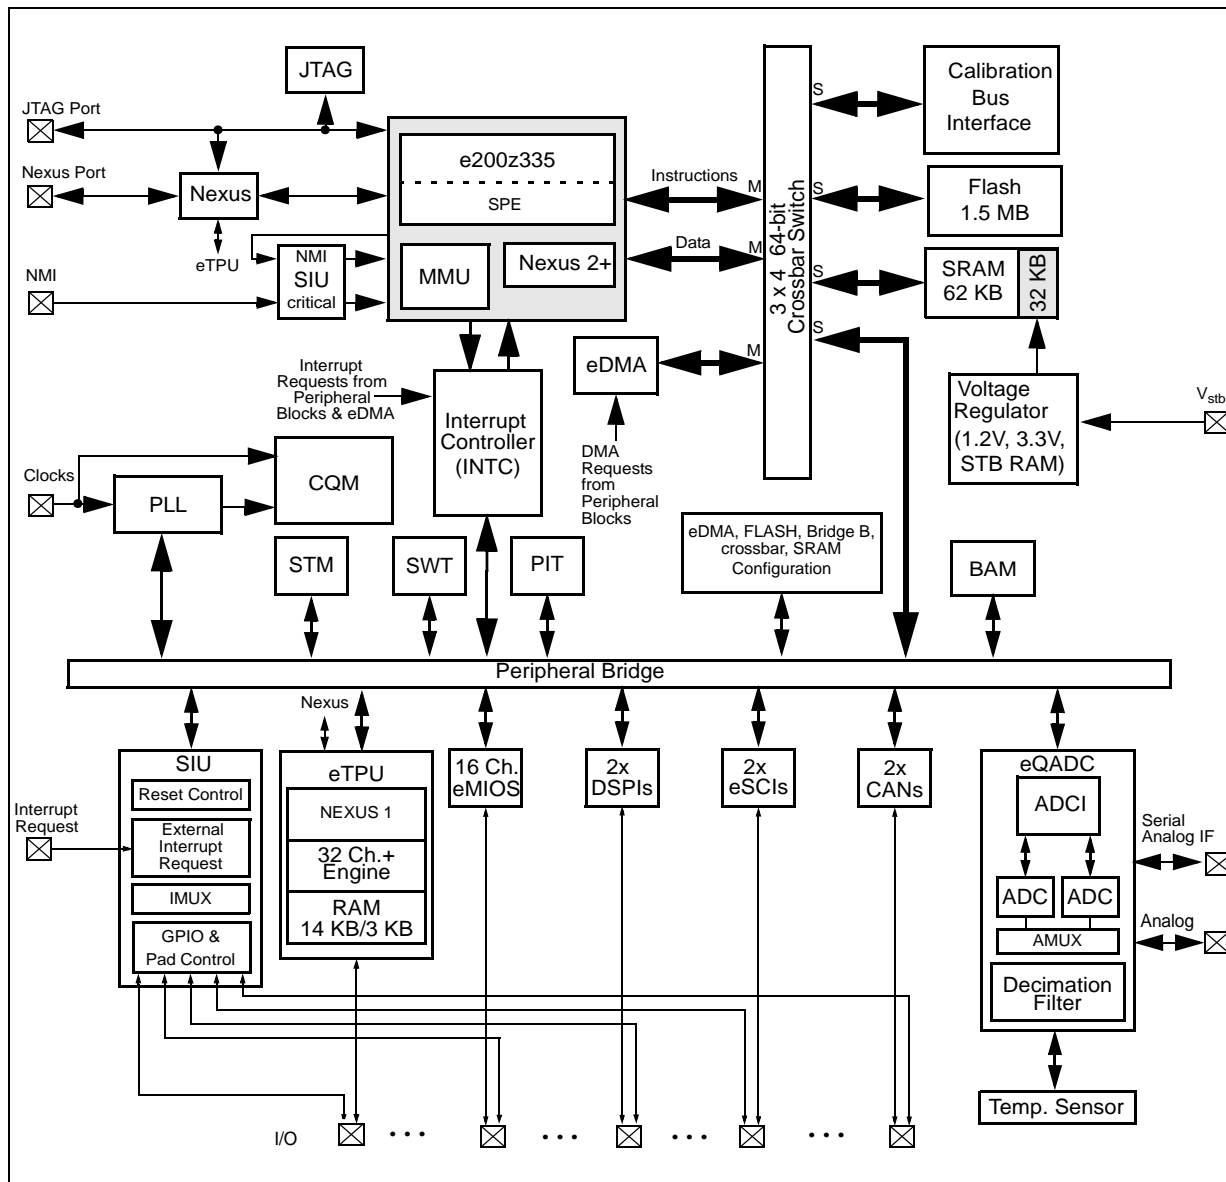 JTAG
JTAG Port
Nexus Port
Nexus
eTPU
NMI
NMI
SIU
critical
e200z335
SPE
MMU
Nexus 2+
Instructions
Data
M
M
M
3 x 4 64-bit
Crossbar Switch
S
S
S
S
Calibration
Bus
Interface
Flash
1.5 MB
SRAM
62 KB
32 KB
Voltage
Regulator
(1.2V, 3.3V,
STB RAM)
Vstb
eDMA
DMA
Requests
from
Peripheral
Blocks
Interrupt
Requests from
Peripheral
Blocks & eDMA
Interrupt
Controller
(INTC)
Clocks
PLL
CQM
STM
SWT
PIT
eDMA, FLASH, Bridge B,
crossbar, SRAM
Configuration
BAM
Peripheral Bridge
Nexus
SIU
Reset Control
External
Interrupt
Request
IMUX
GPIO &
Pad Control
Interrupt
Request
eTPU
NEXUS 1
32 Ch.+
Engine
RAM
14 KB/3 KB
16 Ch.
eMIOS
2x
DSPIs
2x
eSCIs
2x
CANs
eQADC
ADCI
ADC
ADC
AMUX
Decimation
Filter
Serial
Analog IF
Analog
Temp. Sensor
I/O